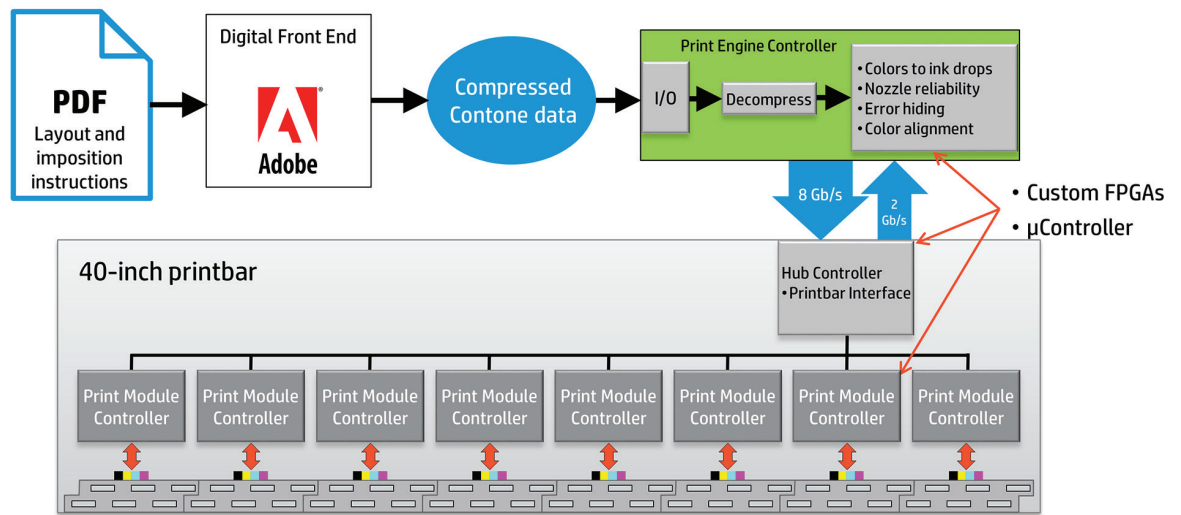 PDF
Layout and
imposition
instructions
Digital Front End
®
Adobe
Compressed
Contone data
Print Engine Controller
I/O
Decompress
•Colors to ink drops
•Nozzle reliability
•Error hiding
•Color alignment
8 Gb/s
2
Gb/s
• Custom FPGAs
• µController
40-inch printbar
Hub Controller
•Printbar Interface
Print Module
Controller
Print Module
Controller
Print Module
Controller
Print Module
Controller
Print Module
Controller
Print Module
Controller
Print Module
Controller
Print Module
Controller